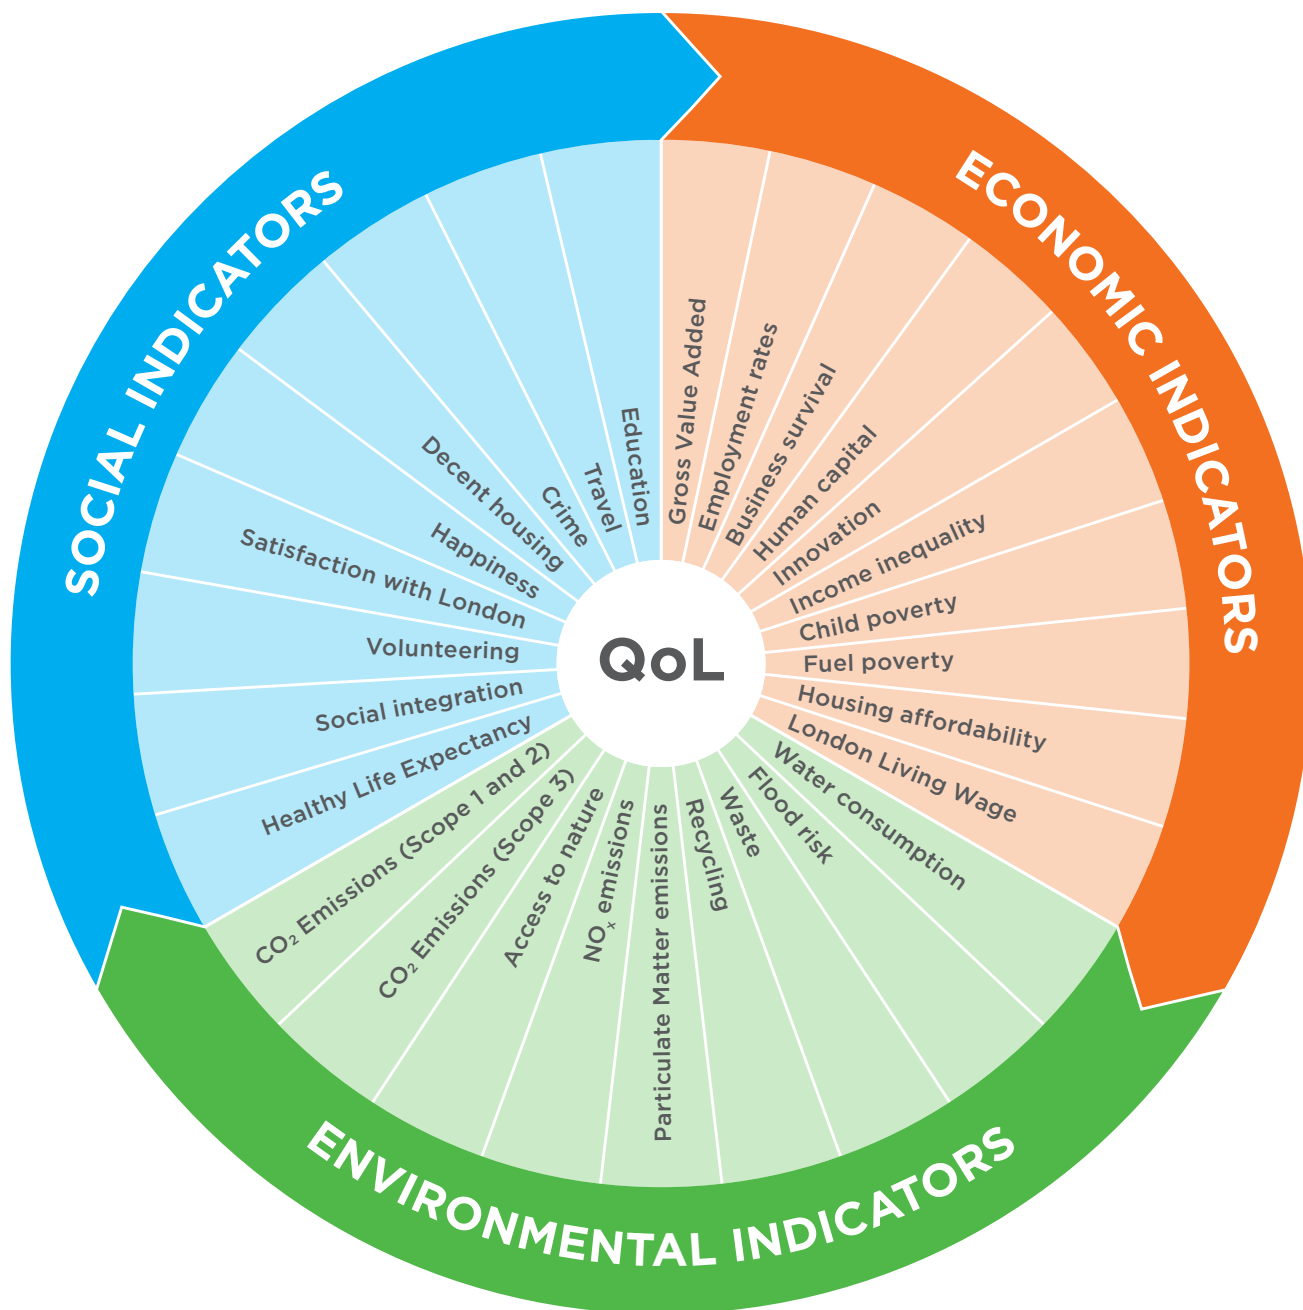 SOCIAL INDICATORS
ECONOMIC INDICATORS
ENVIRONMENTAL INDICATORS
QoL
Gross Value Added
Employment rates
Business survival
Human capital
Innovation
Income inequality
Child poverty
Fuel poverty
Housing affordability
London Living Wage
Water consumption
Flood risk
Waste
Recycling
Particulate Matter emissions
NOₓ emissions
Access to nature
CO₂ Emissions (Scope 3)
CO₂ Emissions (Scope 1 and 2)
Healthy Life Expectancy
Social integration
Volunteering
Satisfaction with London
Happiness
Decent housing
Crime
Travel
Education